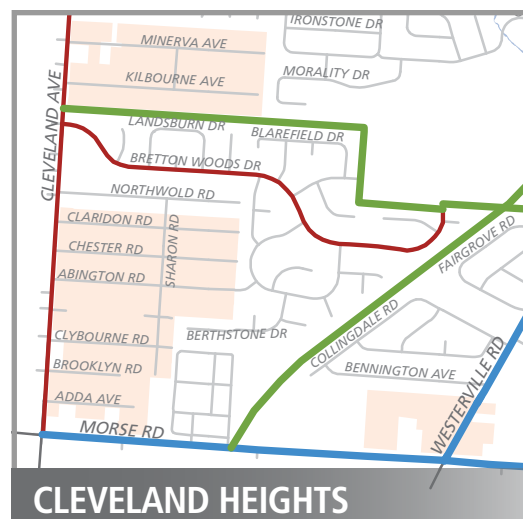 IRONSTONE DR
MINERVA AVE
MORALITY DR
KILBOURNE AVE
CLEVELAND AVE
LANDSBURN DR
BLAREFIELD DR
BRETTON WOODS DR
NORTHWOLD RD
CLARIDON RD
SHARON RD
CHESTER RD
FAIRGROVE RD
ABINGTON RD
COLLINGDALE RD
CLYBOURNE RD
BERTHSTONE DR
WESTERVILLE RD
BROOKLYN RD
BENNINGTON AVE
ADDA AVE
MORSE RD
CLEVELAND HEIGHTS